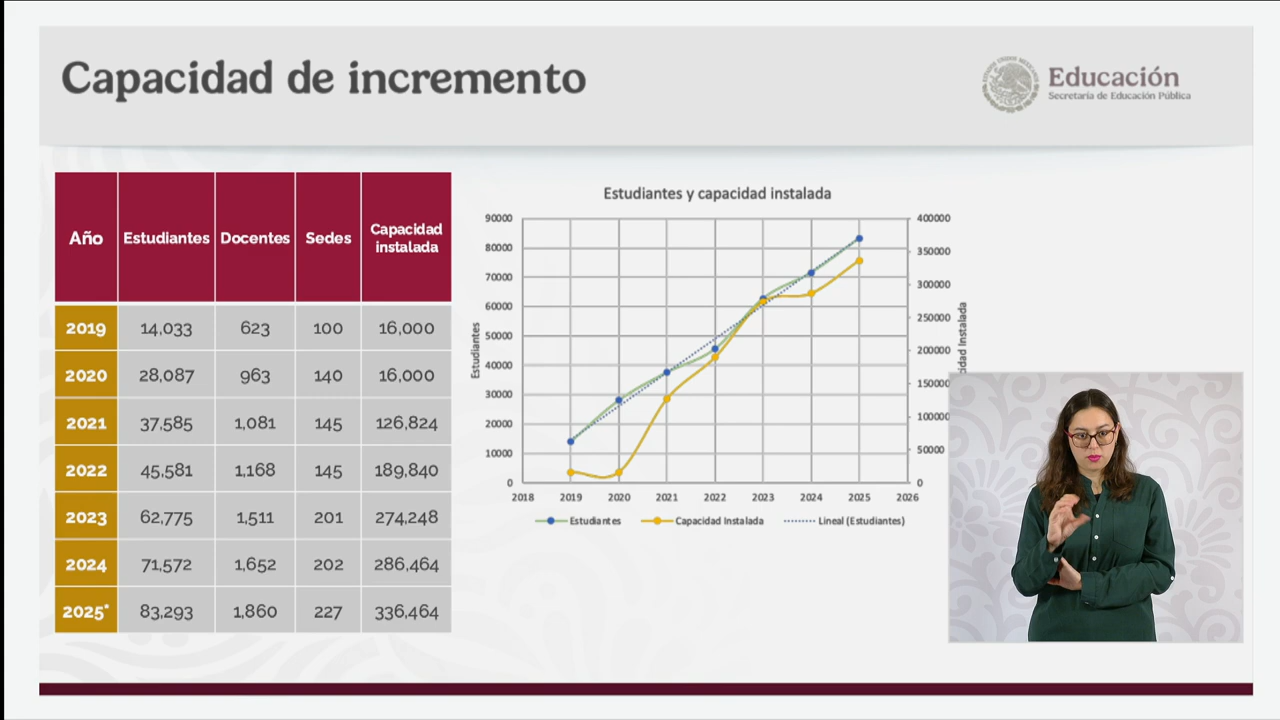 Capacidad de incremento
Educación
Secretaría de Educación Pública
Año Estudiantes Docentes Sedes Capacidad instalada
2019 14,033 623 100 16,000
2020 28,087 963 140 16,000
2021 37,585 1,081 145 126,824
2022 45,581 1,168 145 189,840
2023 62,775 1,511 201 274,248
2024 71,572 1,652 202 286,464
2025* 83,293 1,860 227 336,464
Estudiantes y capacidad instalada
90000
80000
70000
60000
50000
40000
30000
20000
10000
0
Estudiantes
400000
350000
300000
250000
200000
150000
100000
50000
0
Instalada
2018 2019 2020 2021 2022 2023 2024 2025 2026
Estudiantes Capacidad Instalada Lineal (Estudiantes)